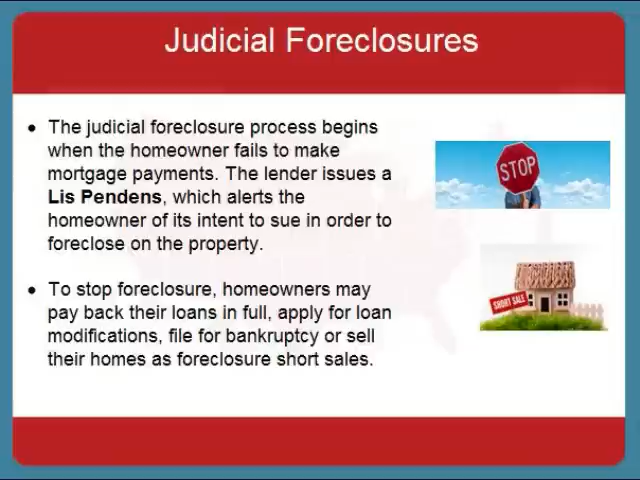 Judicial Foreclosures
• The judicial foreclosure process begins
when the homeowner fails to make
mortgage payments. The lender issues a
Lis Pendens, which alerts the
homeowner of its intent to sue in order to
foreclose on the property.
STOP
• To stop foreclosure, homeowners may
pay back their loans in full, apply for loan
modifications, file for bankruptcy or sell
their homes as foreclosure short sales.
SHORT SALE